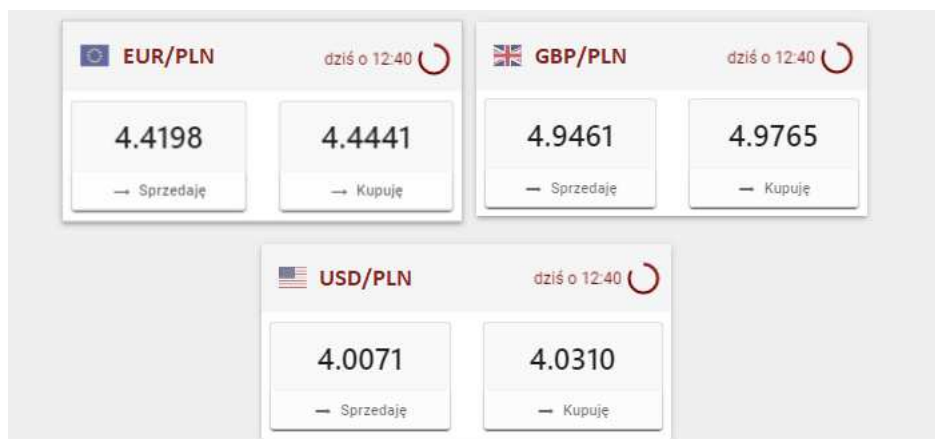 EUR/PLN dziś o 12:40
4.4198 4.4441
→ Sprzedaję → Kupuję
GBP/PLN dziś o 12:40
4.9461 4.9765
→ Sprzedaję → Kupuję
USD/PLN dziś o 12:40
4.0071 4.0310
→ Sprzedaję → Kupuję